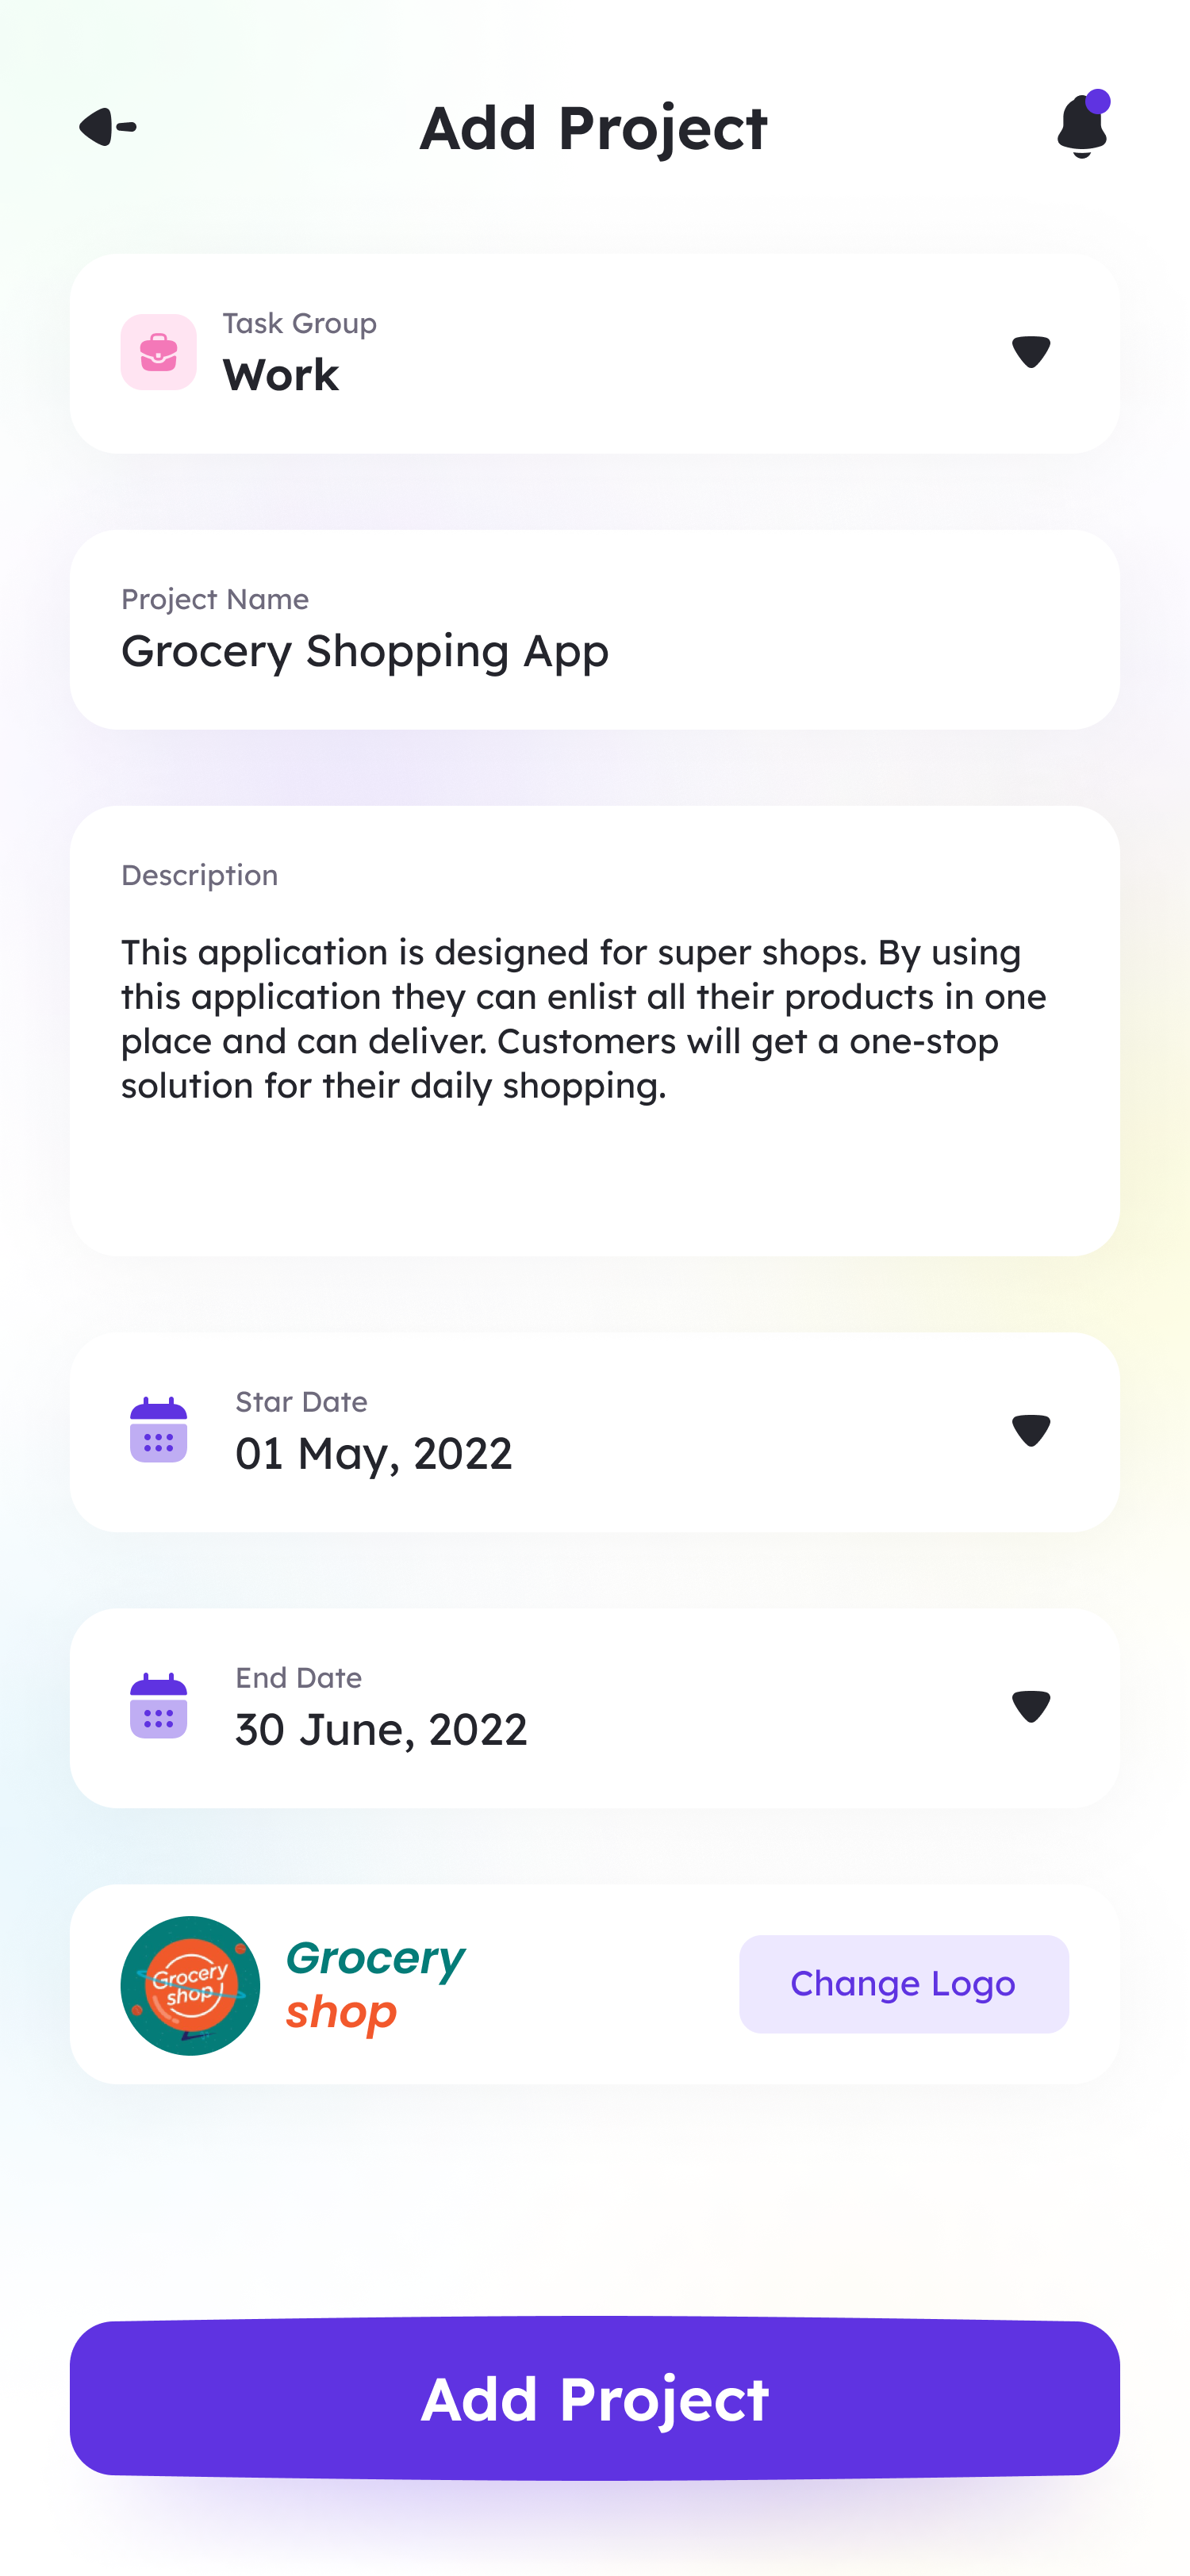 Add Project
Task Group
Work
Project Name
Grocery Shopping App
Description
This application is designed for super shops. By using
this application they can enlist all their products in one
place and can deliver. Customers will get a one-stop
solution for their daily shopping.
Star Date
01 May, 2022
End Date
30 June, 2022
Grocery
shop
Grocery
shop
Change Logo
Add Project